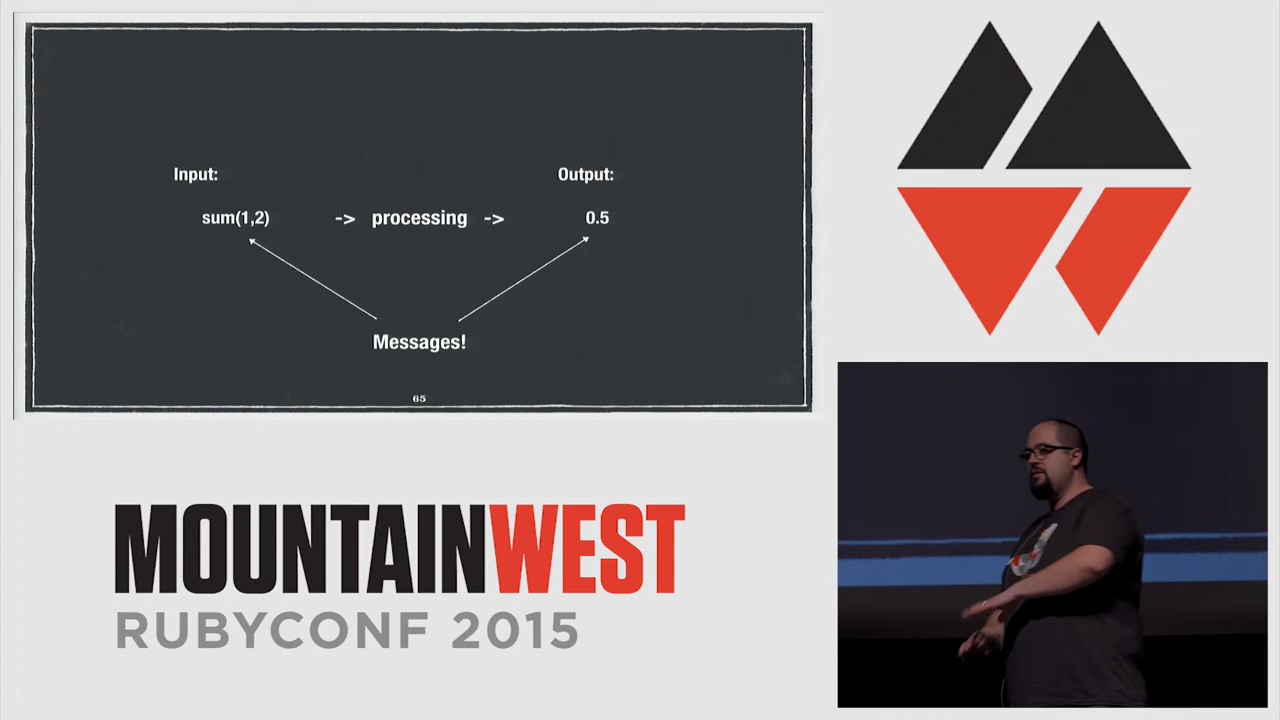 Input:
Output:
sum(1,2) -> processing -> 0.5
Messages!
65
MOUNTAINWEST
RUBYCONF 2015